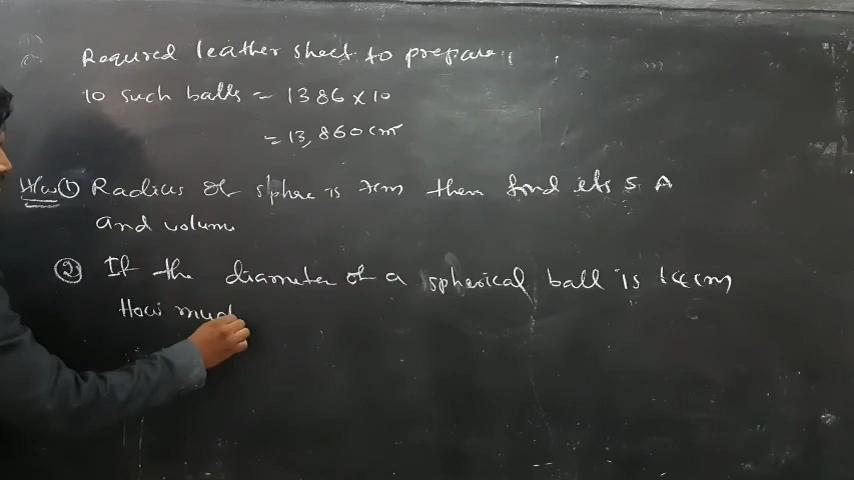 Required leather sheet to prepare
10 such balls = 1386 × 10
= 13,860 cm²
H/w ① Radius of sphere is 7cm then find its S A
and volume
② If the diameter of a spherical ball is 14cm
How much